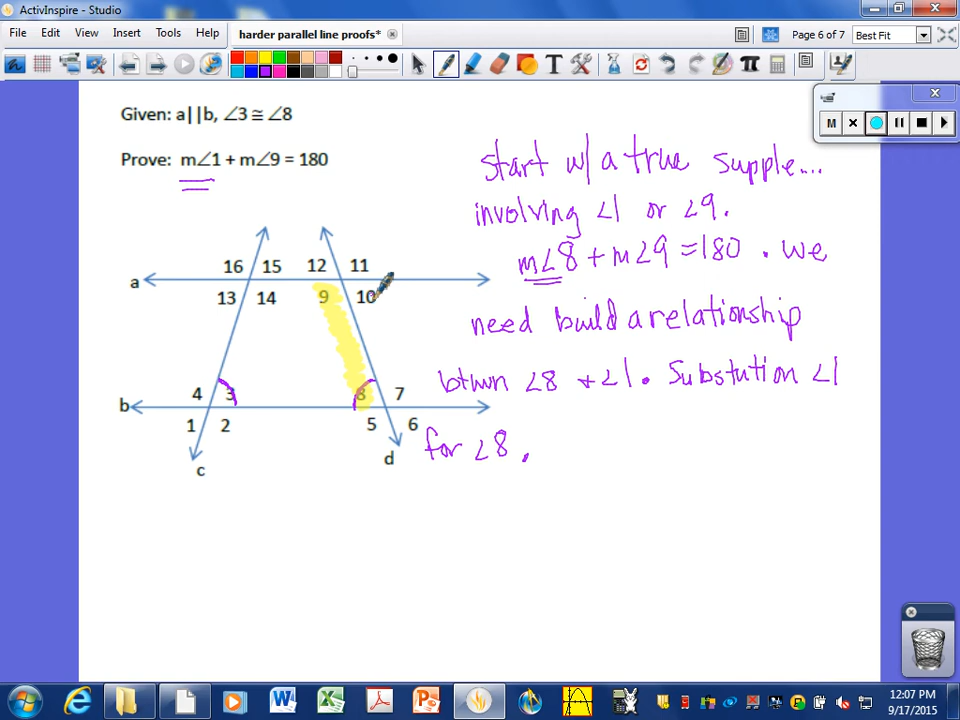 ActivInspire - Studio
File Edit View Insert Tools Help harder parallel line proofs* Page 6 of 7 Best Fit
Given: a||b, ∠3 ≅ ∠8
Prove: m∠1 + m∠9 = 180
M
start w/ a true supple...
involving ∠1 or ∠9.
m∠8 + m∠9 = 180 . We
need build a relationship
btwn ∠8 + ∠1. Substution ∠1
for ∠8 .
16 15 12 11
a
13 14 9 10
4 3 8 7
b
1 2 5 6
c d
12:07 PM
9/17/2015